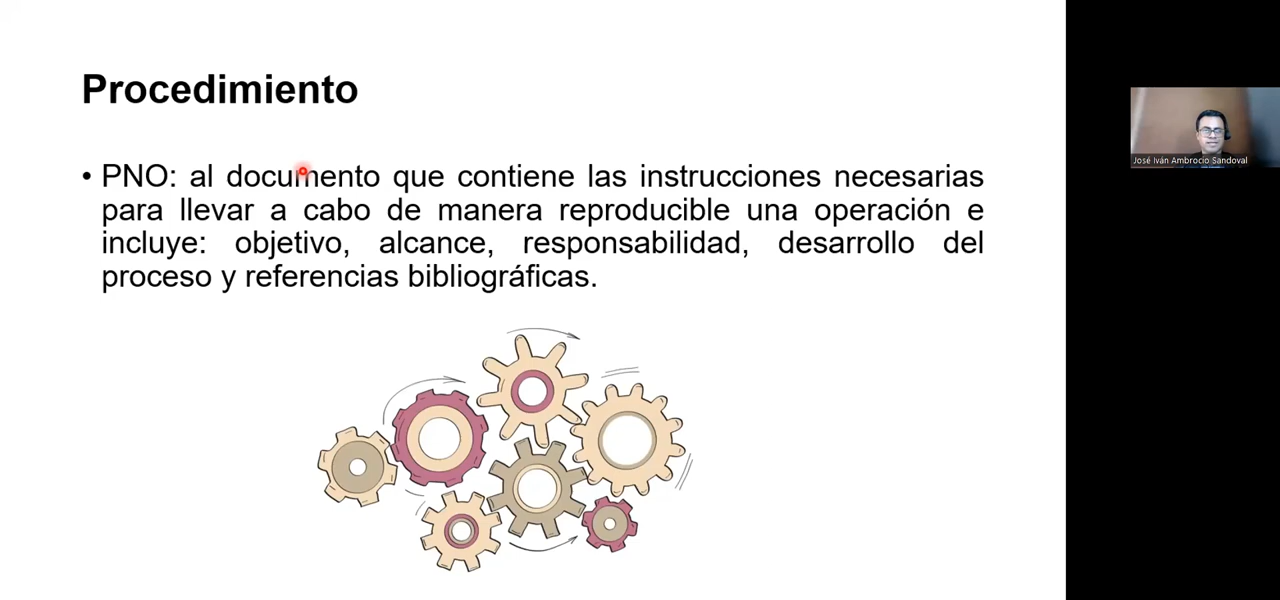 Procedimiento
• PNO: al documento que contiene las instrucciones necesarias
para llevar a cabo de manera reproducible una operación e
incluye: objetivo, alcance, responsabilidad, desarrollo del
proceso y referencias bibliográficas.
José Iván Ambrocio Sandoval